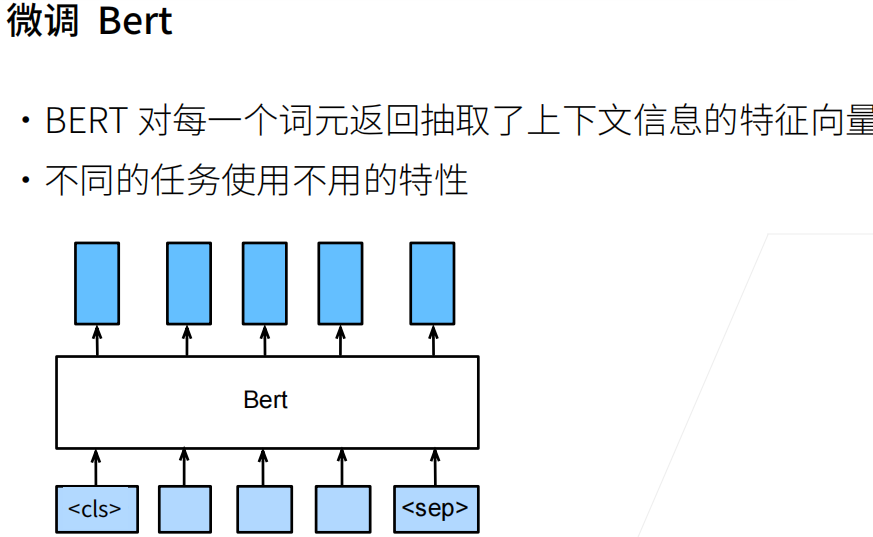 微调 Bert
• BERT 对每一个词元返回抽取了上下文信息的特征向量
• 不同的任务使用不用的特性
Bert
<cls>
<sep>